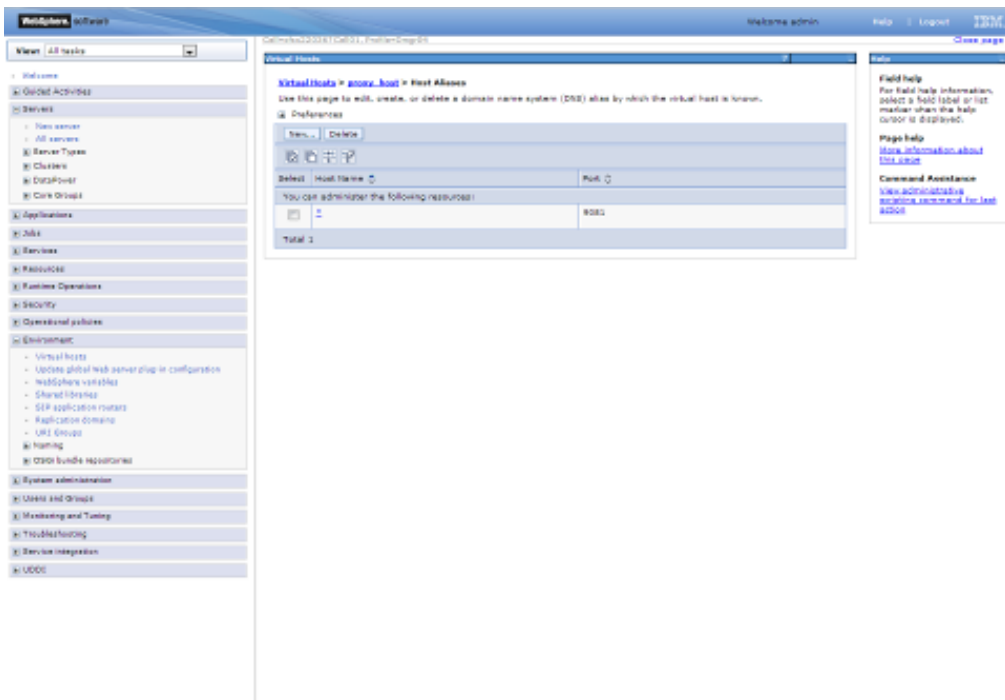 WebSphere. software
Welcome admin
Help | Logout
IBM
View: All tasks
Close page
Welcome
Guided Activities
Servers
New server
All servers
Server Types
Clusters
DataPower
Core Groups
Applications
Jobs
Services
Resources
Runtime Operations
Security
Operational policies
Environment
Virtual hosts
Update global Web server plug-in configuration
WebSphere variables
Shared libraries
SIP application routers
Replication domains
URI Groups
Naming
OSGi bundle repositories
System administration
Users and Groups
Monitoring and Tuning
Troubleshooting
Service integration
UDDI
Virtual Hosts
Virtual Hosts > proxy_host > Host Aliases
Use this page to edit, create, or delete a domain name system (DNS) alias by which the virtual host is known.
Preferences
New... Delete
Select Host Name Port
You can administer the following resources:
*
Total 1
Help
Field help
For field help information, select a field label or list marker when the help cursor is displayed.
Page help
More information about this page
Command Assistance
View administrative scripting command for last action